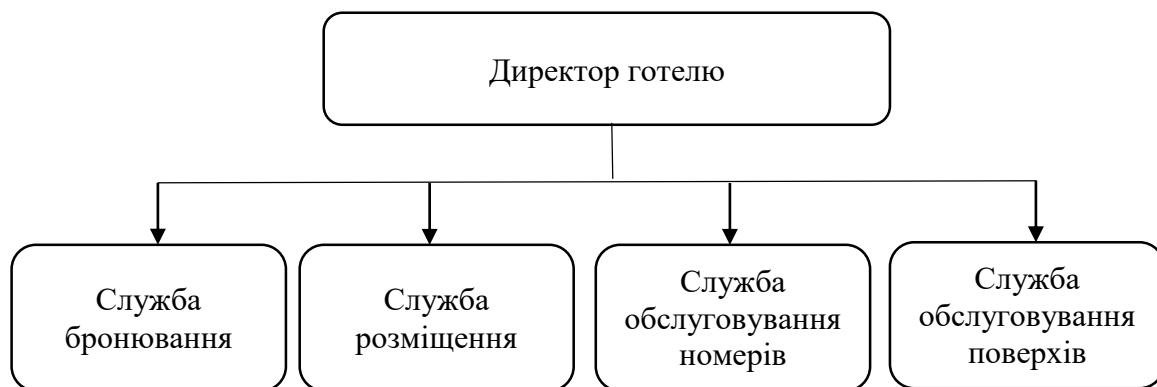 Директор готелю
Служба
бронювання
Служба
розміщення
Служба
обслуговування
номерів
Служба
обслуговування
поверхів